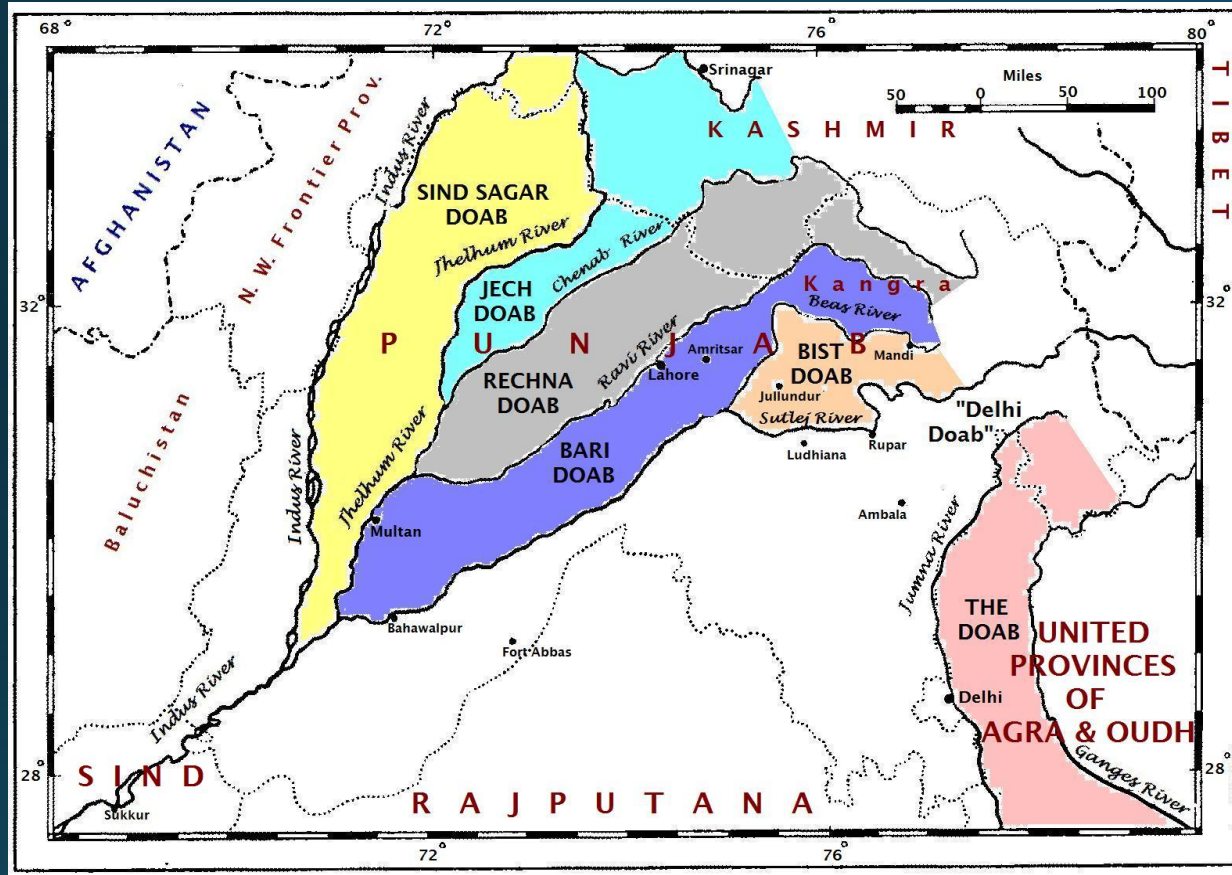 68°
72°
76°
80°
Srinagar
Miles
50 0 50 100
TIBET
AFGHANISTAN
N. W. Frontier Prov.
Indus River
KASHMIR
SIND SAGAR
DOAB
Jhelhum River
Chenab River
Kangra
32°
32°
JECH
DOAB
Beas River
PUNJAB
Ravi River
Amritsar
BIST
DOAB
Mandi
Lahore
RECHNA
DOAB
Jullundur
Sutlej River
"Delhi
Doab"
Rupar
Ludhiana
Baluchistan
Indus River
Jhelhum River
BARI
DOAB
Ambala
Multan
Jumna River
THE
DOAB
UNITED
PROVINCES
OF
AGRA & OUDH
Bahawalpur
Fort Abbas
Delhi
Indus River
Ganges River
28°
28°
SIND
Sukkur
RAJPUTANA
72°
76°